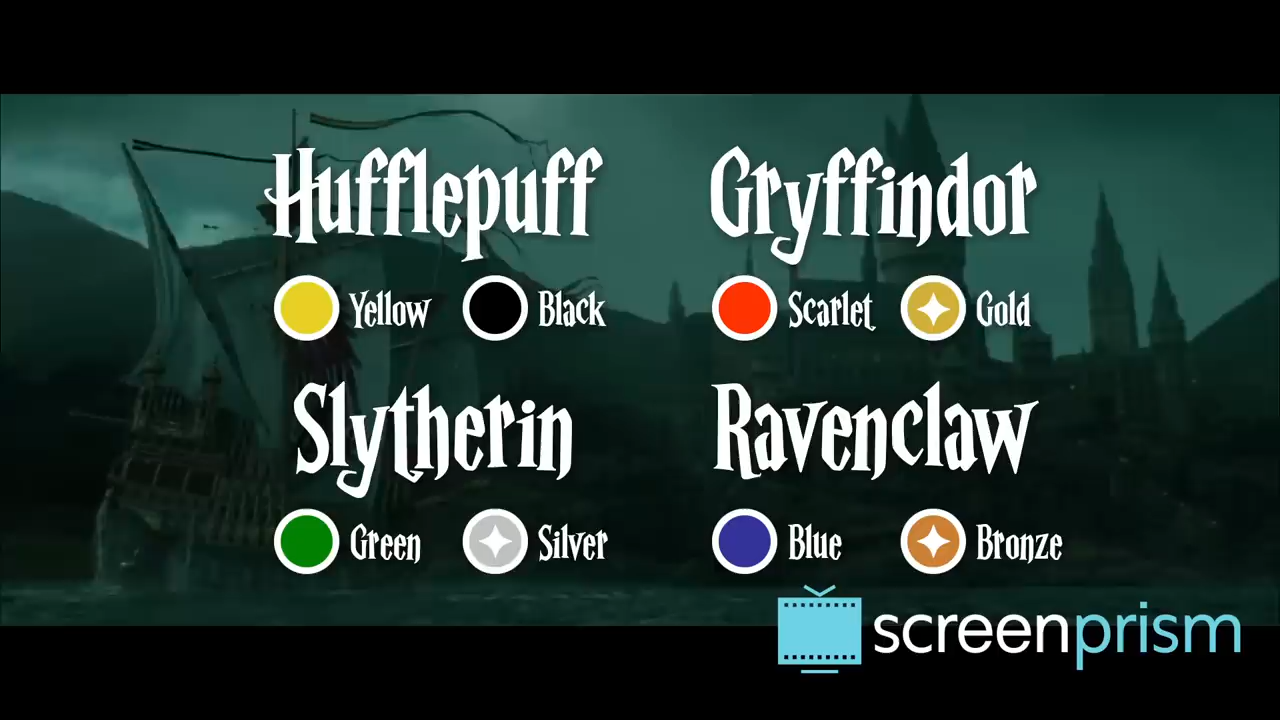 Hufflepuff
Yellow Black
Gryffindor
Scarlet Gold
Slytherin
Green Silver
Ravenclaw
Blue Bronze
screenprism